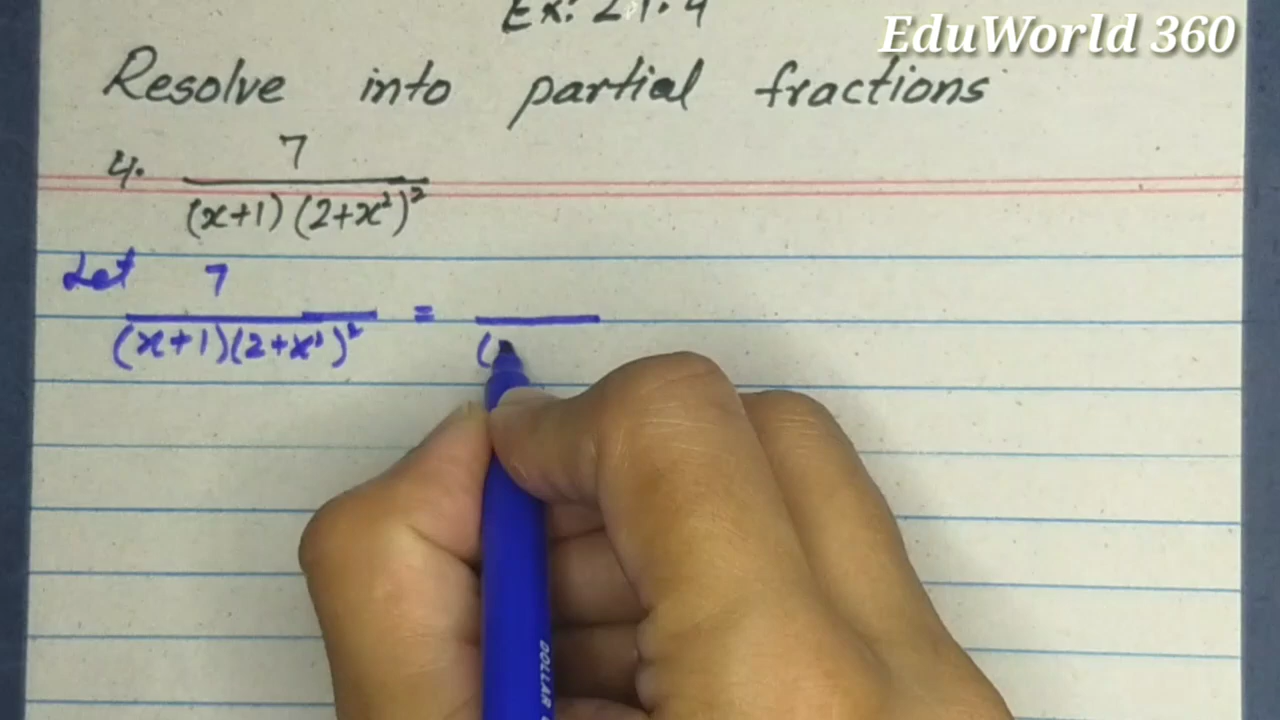 Ex: 21.4
EduWorld 360
Resolve into partial fractions
4. 7
(x+1) (2+x²)²
Let 7
(x+1)(2+x²)² =
(
DOLLAR